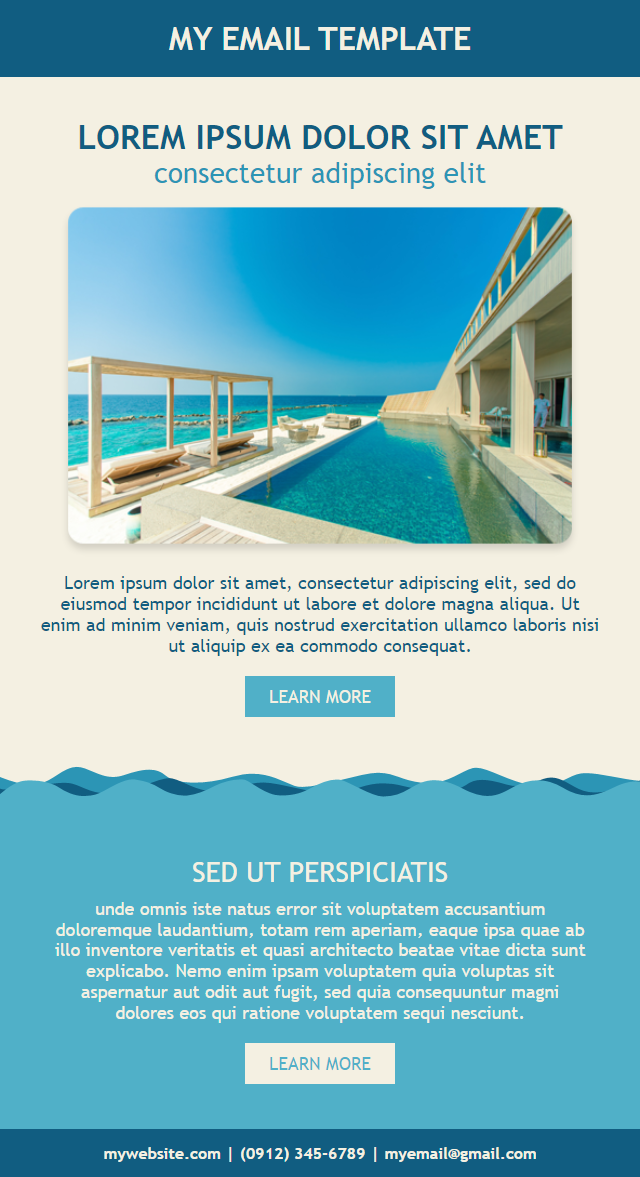 MY EMAIL TEMPLATE
LOREM IPSUM DOLOR SIT AMET
consectetur adipiscing elit
Lorem ipsum dolor sit amet, consectetur adipiscing elit, sed do
eiusmod tempor incididunt ut labore et dolore magna aliqua. Ut
enim ad minim veniam, quis nostrud exercitation ullamco laboris nisi
ut aliquip ex ea commodo consequat.
LEARN MORE
SED UT PERSPICIATIS
unde omnis iste natus error sit voluptatem accusantium
doloremque laudantium, totam rem aperiam, eaque ipsa quae ab
illo inventore veritatis et quasi architecto beatae vitae dicta sunt
explicabo. Nemo enim ipsam voluptatem quia voluptas sit
aspernatur aut odit aut fugit, sed quia consequuntur magni
dolores eos qui ratione voluptatem sequi nesciunt.
LEARN MORE
mywebsite.com | (0912) 345-6789 | myemail@gmail.com